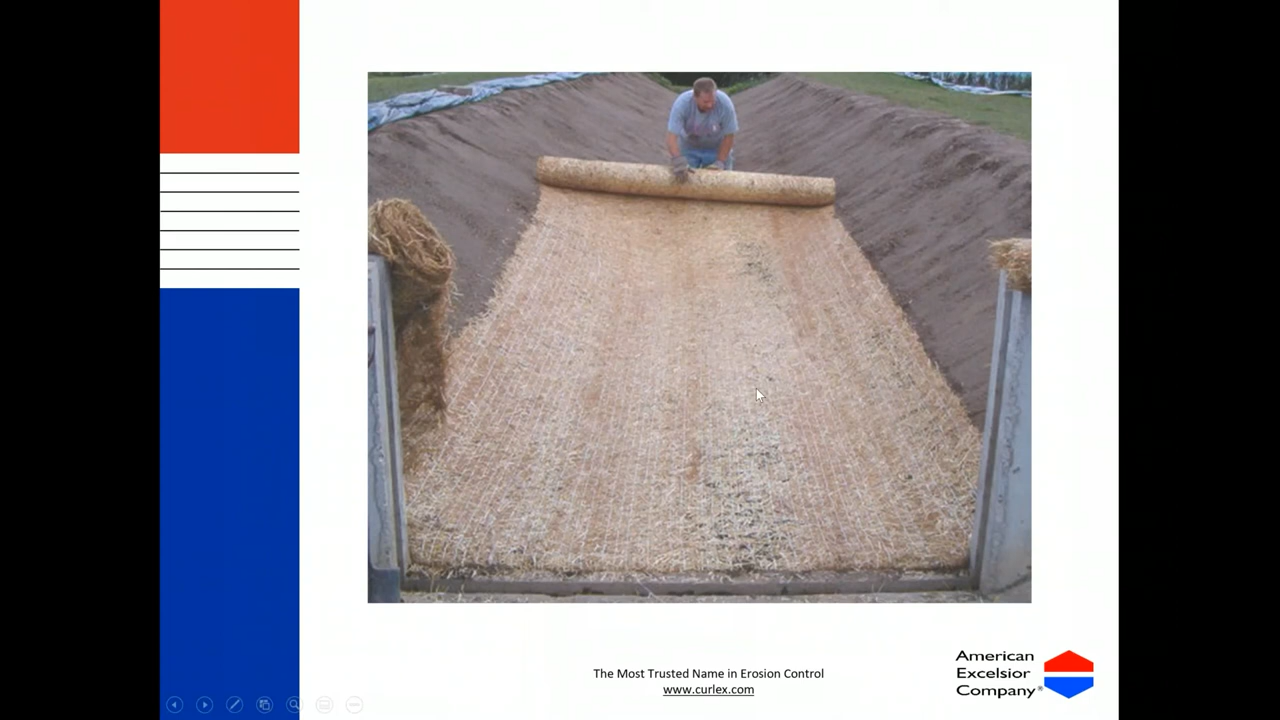 The Most Trusted Name in Erosion Control
www.curlex.com
American
Excelsior
Company®